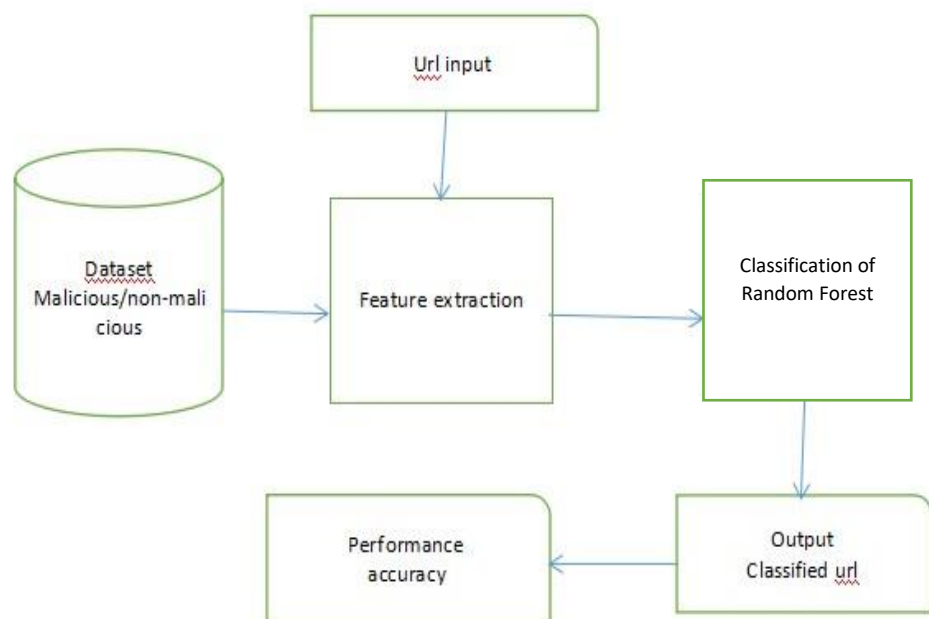 Url input
Dataset
Malicious/non-mali
cious
Feature extraction
Classification of
Random Forest
Performance
accuracy
Output
Classified url